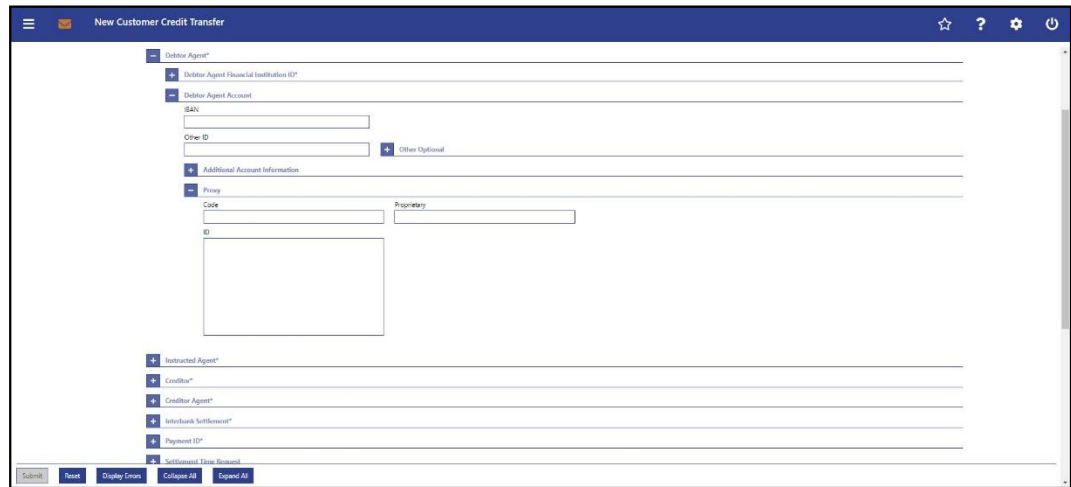 New Customer Credit Transfer
Debtor Agent*
Debtor Agent Financial Institution ID*
Debtor Agent Account
IBAN
Other ID
Other Optional
Additional Account Information
Proxy
Code Proprietary
ID
Instructed Agent*
Creditor*
Creditor Agent*
Interbank Settlement*
Payment ID*
Settlement Time Request
Submit Reset Display Errors Collapse All Expand All